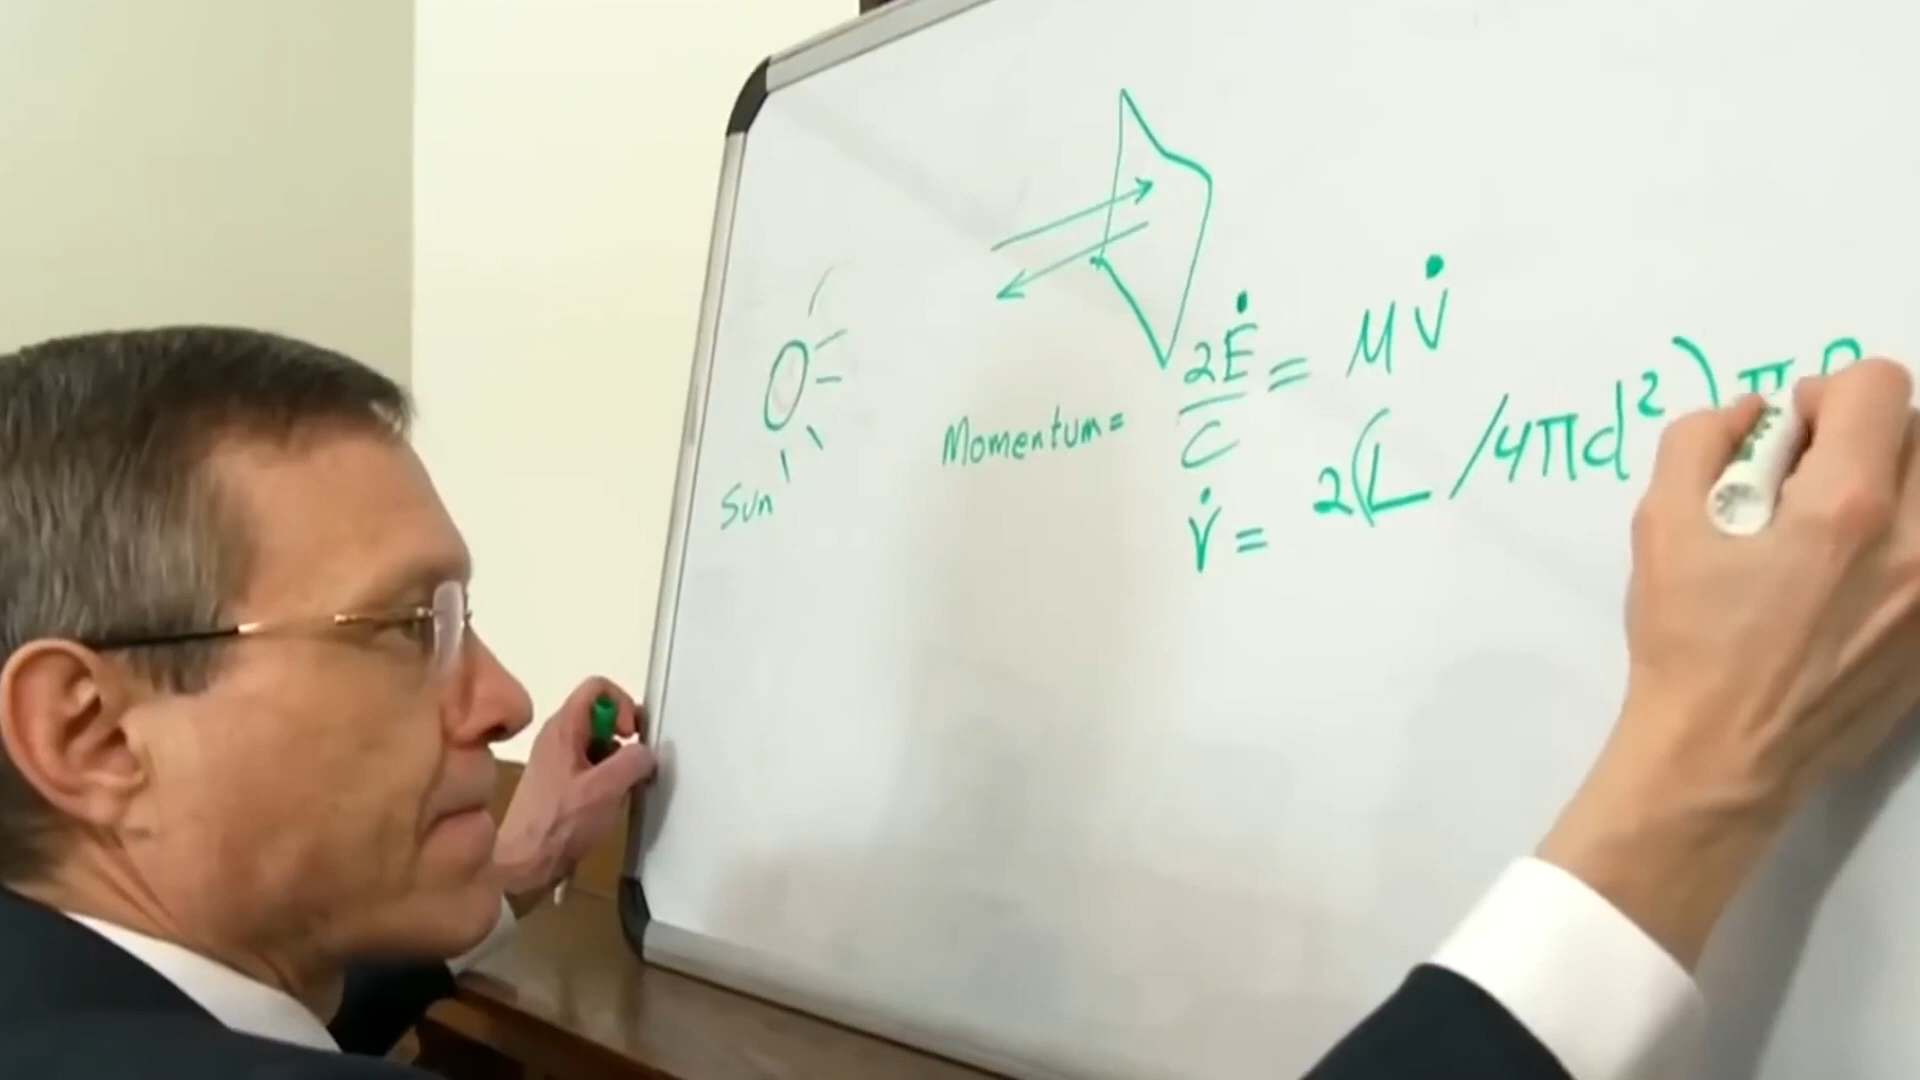 Sun
Momentum = 2Ė/C = MV̇
V̇ = 2(L/4πd²)π